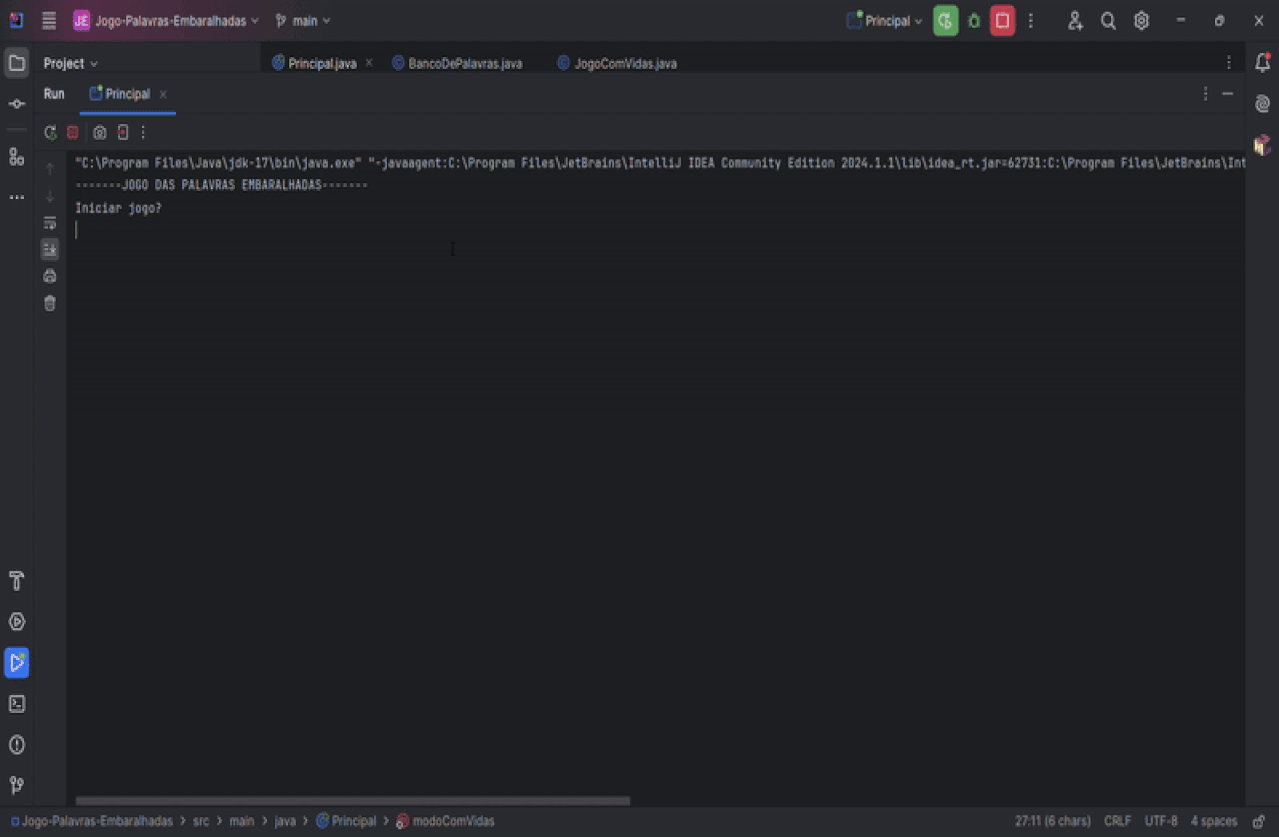 JE Jogo-Palavras-Embaralhadas main Principal
Project Principal.java BancoDePalavras.java JogoComVidas.java
Run Principal
"C:\Program Files\Java\jdk-17\bin\java.exe" "-javaagent:C:\Program Files\JetBrains\IntelliJ IDEA Community Edition 2024.1.1\lib\idea_rt.jar=62731:C:\Program Files\JetBrains\Int
-------JOGO DAS PALAVRAS EMBARALHADAS-------
Iniciar jogo?
Jogo-Palavras-Embaralhadas > src > main > java > Principal > modoComVidas 27:11 (6 chars) CRLF UTF-8 4 spaces